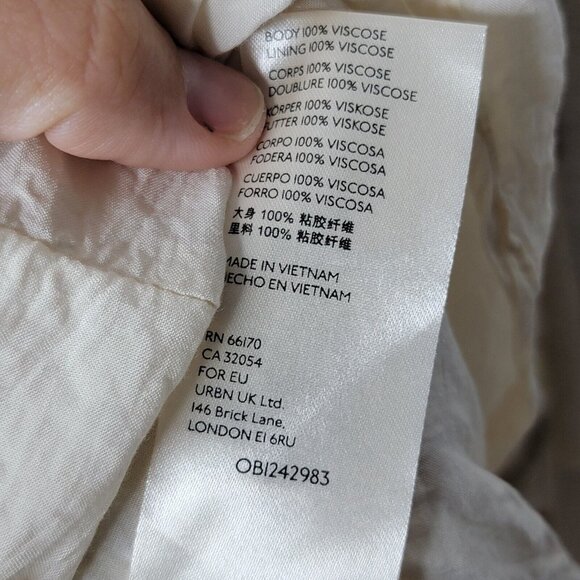 BODY 100% VISCOSE
LINING 100% VISCOSE
CORPS 100% VISCOSE
DOUBLURE 100% VISCOSE
KÖRPER 100% VISKOSE
FUTTER 100% VISKOSE
CORPO 100% VISCOSA
FODERA 100% VISCOSA
CUERPO 100% VISCOSA
FORRO 100% VISCOSA
大身 100% 粘胶纤维
里料 100% 粘胶纤维
MADE IN VIETNAM
HECHO EN VIETNAM
RN 66170
CA 32054
FOR EU
URBN UK Ltd.
146 Brick Lane,
LONDON E1 6RU
OB1242983